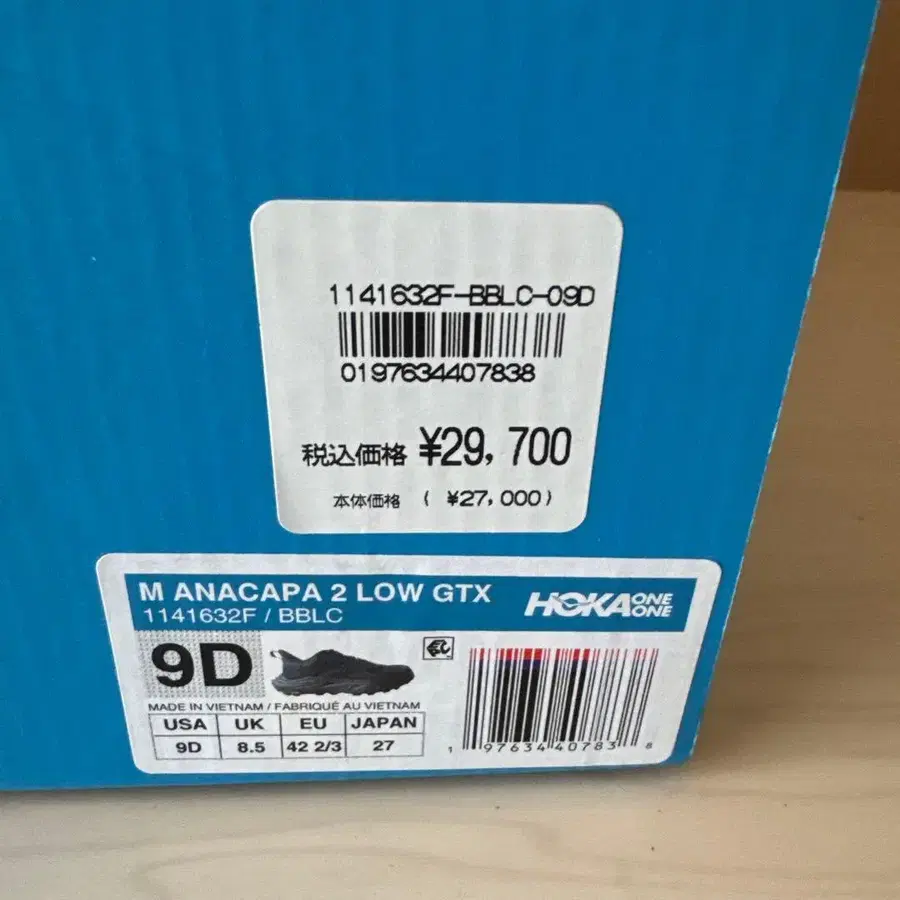 1141632F-BBLC-09D
0197634407838
税込価格 ¥29,700
本体価格 ( ¥27,000)
M ANACAPA 2 LOW GTX
1141632F / BBLC
HOKA ONE ONE
9D
MADE IN VIETNAM / FABRIQUÉ AU VIETNAM
USA UK EU JAPAN
9D 8.5 42 2/3 27
1 97634 40783 8